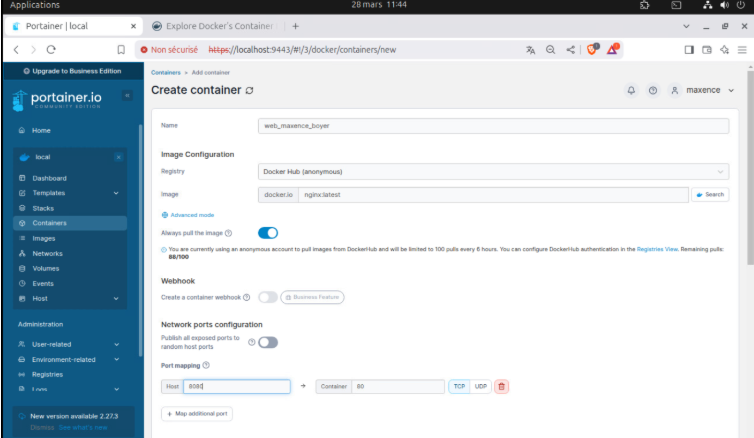 Applications
28 mars 11:44
Portainer | local
Explore Docker's Container
Non sécurisé https://localhost:9443/#!/3/docker/containers/new
Upgrade to Business Edition
portainer.io
COMMUNITY EDITION
Home
local
Dashboard
Templates
Stacks
Containers
Images
Networks
Volumes
Events
Host
Administration
User-related
Environment-related
Registries
Logs
New version available 2.27.3
Dismiss See what's new
Containers > Add container
Create container
maxence
Name web_maxence_boyer
Image Configuration
Registry Docker Hub (anonymous)
Image docker.io nginx:latest Search
Advanced mode
Always pull the image
You are currently using an anonymous account to pull images from DockerHub and will be limited to 100 pulls every 6 hours. You can configure DockerHub authentication in the Registries View. Remaining pulls:
88/100
Webhook
Create a container webhook Business Feature
Network ports configuration
Publish all exposed ports to
random host ports
Port mapping
Host 8080 → Container 80 TCP UDP
+ Map additional port